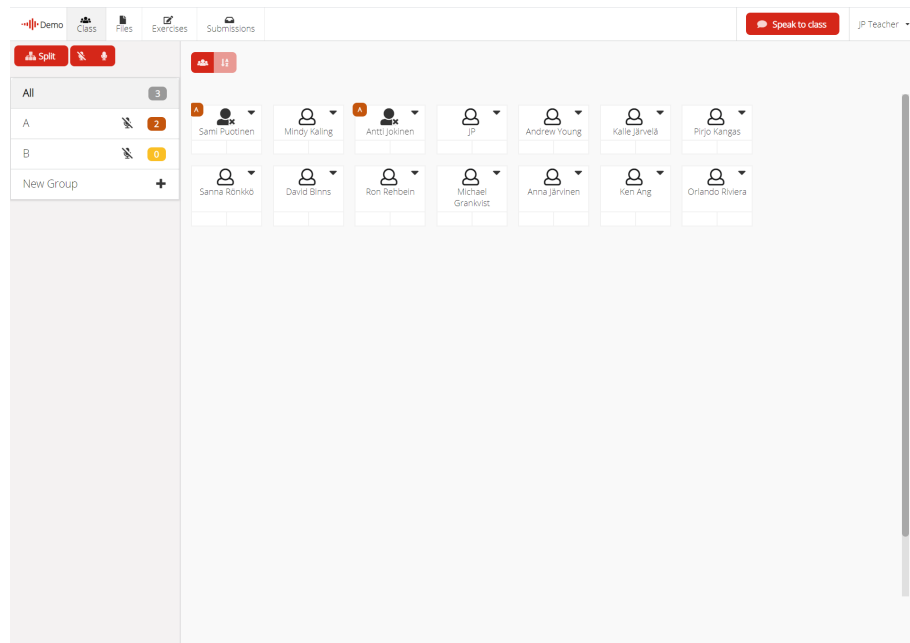 Demo Class Files Exercises Submissions Speak to class JP Teacher
Split
All 3
A 2
B 0
New Group
A A
Sami Puotinen Mindy Kaling Antti Jokinen JP Andrew Young Kalle Järvelä Pirjo Kangas
Sanna Rönkkö David Binns Ron Rehbein Michael Grankvist Anna Järvinen Ken Ang Orlando Riviera